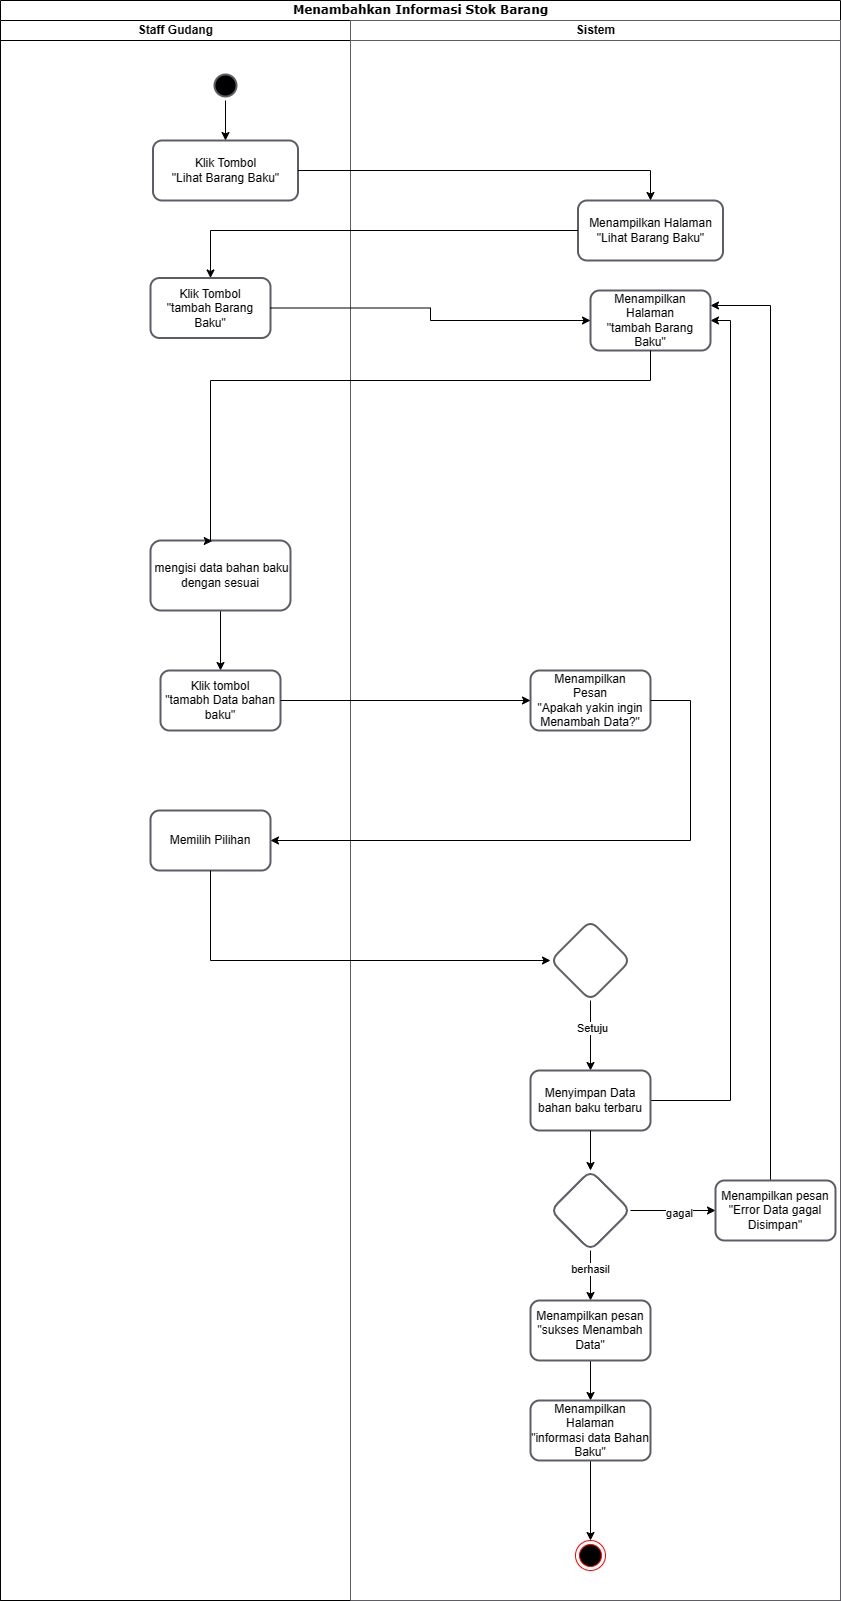 Menambahkan Informasi Stok Barang
Staff Gudang
Sistem
Klik Tombol
"Lihat Barang Baku"
Menampilkan Halaman
"Lihat Barang Baku"
Klik Tombol
"tambah Barang
Baku"
Menampilkan
Halaman
"tambah Barang
Baku"
mengisi data bahan baku
dengan sesuai
Klik tombol
"tamabh Data bahan
baku"
Menampilkan
Pesan
"Apakah yakin ingin
Menambah Data?"
Memilih Pilihan
Setuju
Menyimpan Data
bahan baku terbaru
gagal
Menampilkan pesan
"Error Data gagal
Disimpan"
berhasil
Menampilkan pesan
"sukses Menambah
Data"
Menampilkan
Halaman
"informasi data Bahan
Baku"